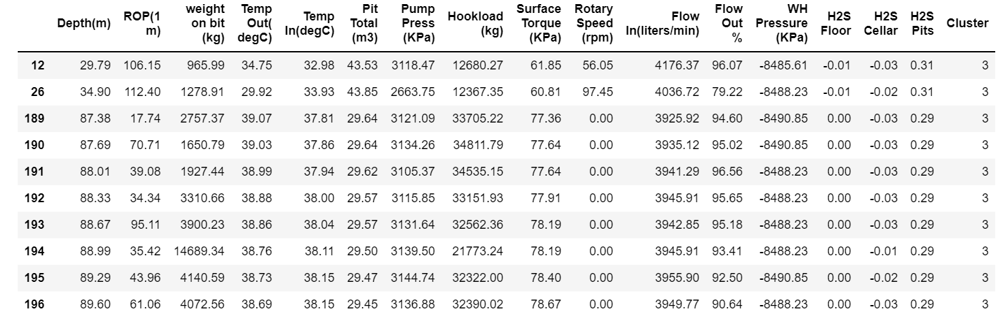 Depth(m) ROP(1 m) weight on bit (kg) Temp Out( degC) Temp In(degC) Pit Total (m3) Pump Press (KPa) Hookload (kg) Surface Torque (KPa) Rotary Speed (rpm) Flow In(liters/min) Flow Out % WH Pressure (KPa) H2S Floor H2S Cellar H2S Pits Cluster
12 29.79 106.15 965.99 34.75 32.98 43.53 3118.47 12680.27 61.85 56.05 4176.37 96.07 -8485.61 -0.01 -0.03 0.31 3
26 34.90 112.40 1278.91 29.92 33.93 43.85 2663.75 12367.35 60.81 97.45 4036.72 79.22 -8488.23 -0.01 -0.02 0.31 3
189 87.38 17.74 2757.37 39.07 37.81 29.64 3121.09 33705.22 77.36 0.00 3925.92 94.60 -8490.85 0.00 -0.03 0.29 3
190 87.69 70.71 1650.79 39.03 37.86 29.64 3134.26 34811.79 77.64 0.00 3935.12 95.02 -8490.85 0.00 -0.03 0.29 3
191 88.01 39.08 1927.44 38.99 37.94 29.62 3105.37 34535.15 77.64 0.00 3941.29 96.56 -8488.23 0.00 -0.03 0.29 3
192 88.33 34.34 3310.66 38.88 38.00 29.57 3115.85 33151.93 77.91 0.00 3945.91 95.65 -8488.23 0.00 -0.03 0.29 3
193 88.67 95.11 3900.23 38.86 38.04 29.57 3131.64 32562.36 78.19 0.00 3942.85 95.18 -8488.23 0.00 -0.03 0.29 3
194 88.99 35.42 14689.34 38.76 38.11 29.50 3139.50 21773.24 78.19 0.00 3945.91 93.41 -8488.23 0.00 -0.01 0.29 3
195 89.29 43.96 4140.59 38.73 38.15 29.47 3144.74 32322.00 78.40 0.00 3955.90 92.50 -8490.85 0.00 -0.02 0.29 3
196 89.60 61.06 4072.56 38.69 38.15 29.45 3136.88 32390.02 78.67 0.00 3949.77 90.64 -8488.23 0.00 -0.03 0.29 3